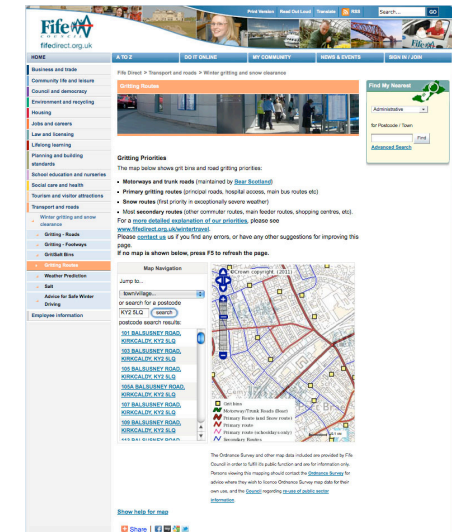 Print Version Read Out Loud Translate RSS
Search... GO
Fife
COUNCIL
fifedirect.org.uk
HOME A TO Z DO IT ONLINE MY COMMUNITY NEWS & EVENTS SIGN IN / JOIN
Business and trade
Community life and leisure
Council and democracy
Environment and recycling
Housing
Jobs and careers
Law and licensing
Lifelong learning
Planning and building
standards
School education and nurseries
Social care and health
Tourism and visitor attractions
Transport and roads
Winter gritting and snow
clearance
Gritting - Roads
Gritting - Footways
Grit/Salt Bins
Gritting Routes
Weather Prediction
Salt
Advice for Safe Winter
Driving
Employee information
Fife Direct > Transport and roads > Winter gritting and snow clearance
Gritting Routes
Gritting Priorities
The map below shows grit bins and road gritting priorities:
• Motorways and trunk roads (maintained by Bear Scotland)
• Primary gritting routes (principal roads, hospital access, main bus routes etc)
• Snow routes (first priority in exceptionally severe weather)
• Most secondary routes (other commuter routes, main feeder routes, shopping centres, etc).
For a more detailed explanation of our priorities, please see
www.fifedirect.org.uk/wintertravel.
Please contact us if you find any errors, or have any other suggestions for improving this
page.
If no map is shown below, press F5 to refresh the page.
Map Navigation
Jump to...
town/village...
or search for a postcode
KY2 5LQ search
postcode search results:
101 BALSUSNEY ROAD,
KIRKCALDY, KY2 5LQ
103 BALSUSNEY ROAD,
KIRKCALDY, KY2 5LQ
105 BALSUSNEY ROAD,
KIRKCALDY, KY2 5LQ
105A BALSUSNEY ROAD,
KIRKCALDY, KY2 5LQ
107 BALSUSNEY ROAD,
KIRKCALDY, KY2 5LQ
109 BALSUSNEY ROAD,
KIRKCALDY, KY2 5LQ
©Crown copyright (2011)
Grit bins
Motorway/Trunk Roads (Bear)
Primary Route (and Snow route)
Primary route
Primary route (schooldays only)
Secondary Routes
The Ordnance Survey and other map data included are provided by Fife
Council in order to fulfil its public function and are for information only.
Persons viewing this mapping should contact the Ordnance Survey for
advice where they wish to licence Ordnance Survey map data for their
own use, and the Council regarding re-use of public sector
information.
Show help for map
Share
Find My Nearest
Administrative
for Postcode / Town
Find
Advanced Search